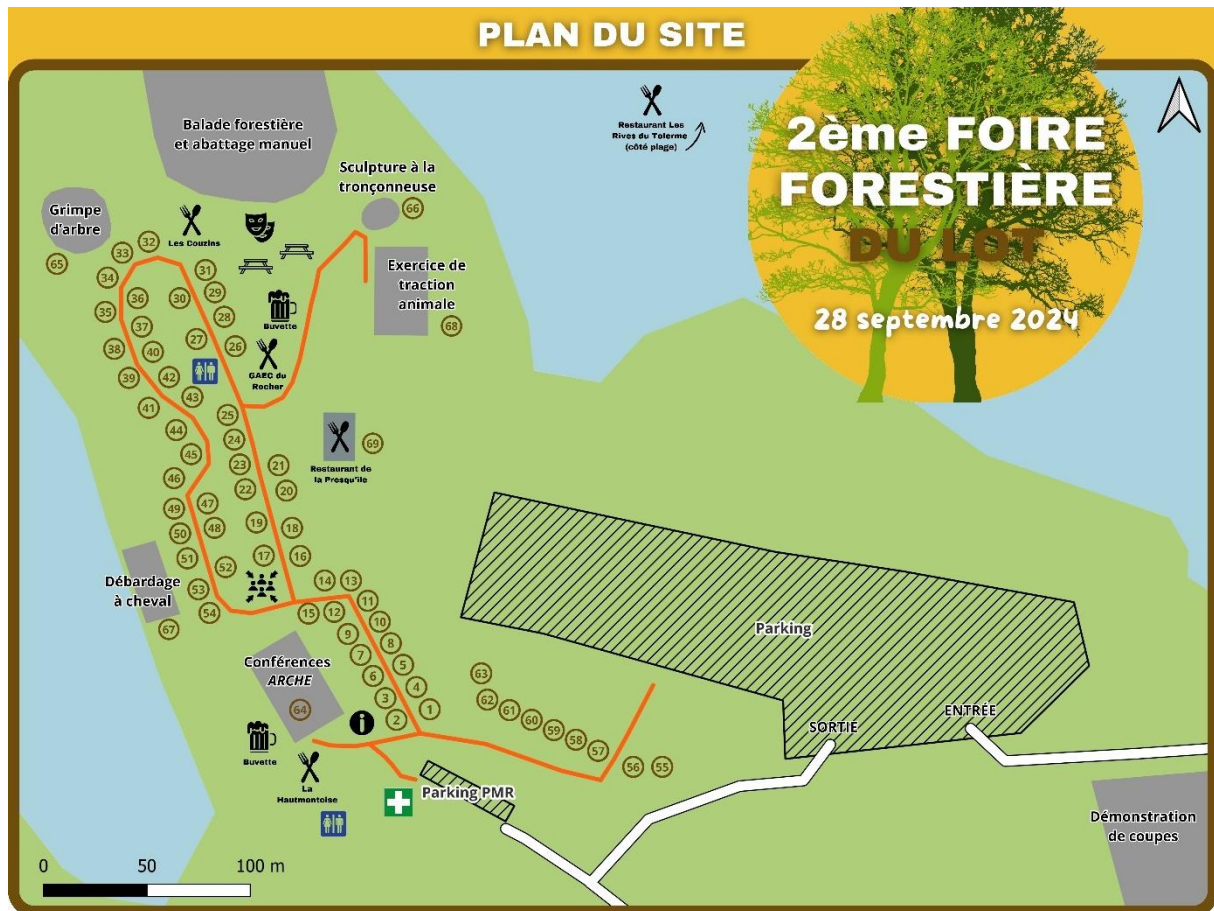 PLAN DU SITE
2ème FOIRE
FORESTIÈRE
DU LOT
28 septembre 2024
Restaurant Les
Rives du Tolerme
(côté plage)
Balade forestière
et abattage manuel
Sculpture à la
tronçonneuse
66
Grimpe
d'arbre
65
Les Couzins
Exercice de
traction
animale
68
Buvette
GAEC du
Rocher
32
33
31
34
29
36
30
35
28
37
27
26
38
40
39
42
43
41
25
44
24
45
23
21
46
22
20
69
Restaurant de
la Presqu'île
49
47
19
18
50
48
51
17
16
52
53
54
Débardage
à cheval
67
14
13
11
15
12
10
9
8
7
5
6
4
3
1
2
Conférences
ARCHE
64
63
62
61
60
59
58
57
56
55
Parking
SORTIE
ENTRÉE
Buvette
La
Hautmontoise
Parking PMR
Démonstration
de coupes
0
50
100 m